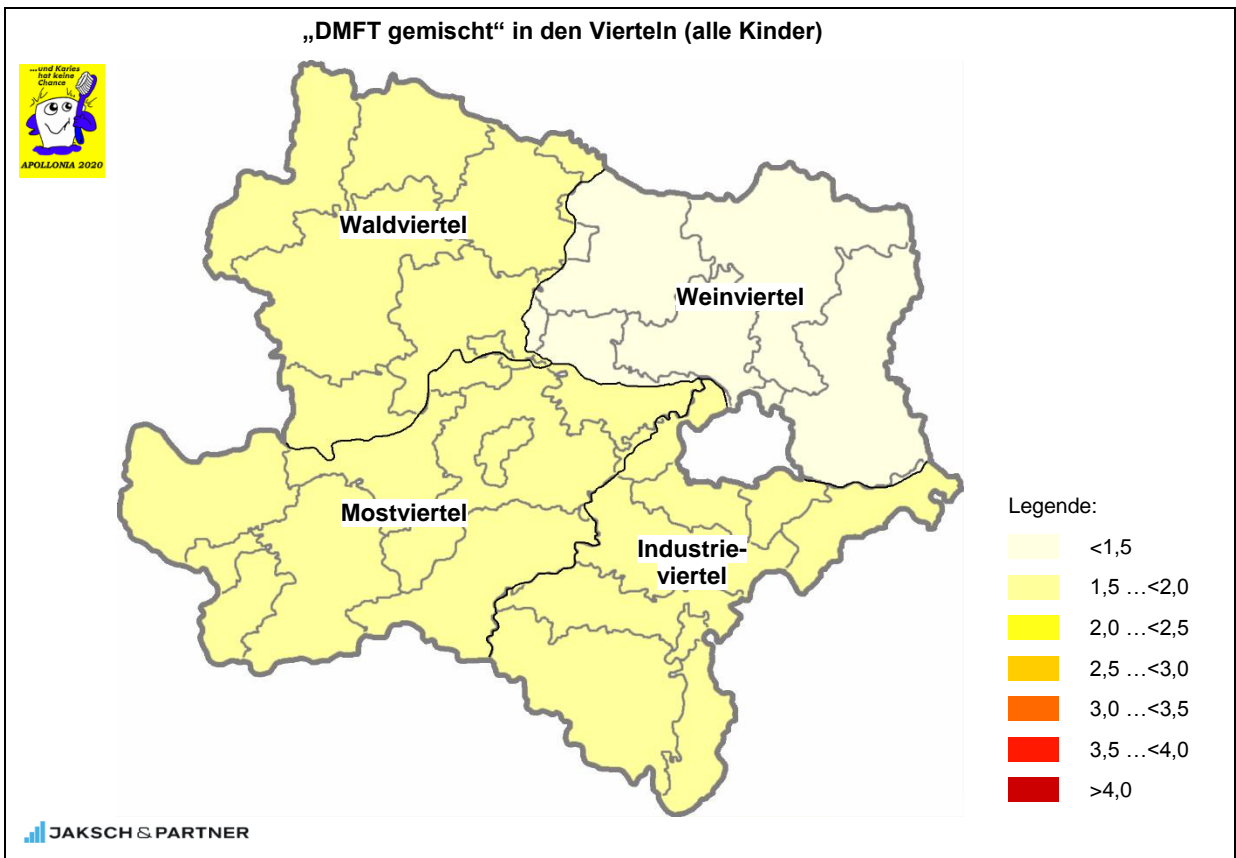 „DMFT gemischt“ in den Vierteln (alle Kinder)
...und Karies
hat keine
Chance
APOLLONIA 2020
Waldviertel
Weinviertel
Mostviertel
Industrie-
viertel
Legende:
<1,5
1,5 …<2,0
2,0 …<2,5
2,5 …<3,0
3,0 …<3,5
3,5 …<4,0
>4,0
JAKSCH & PARTNER